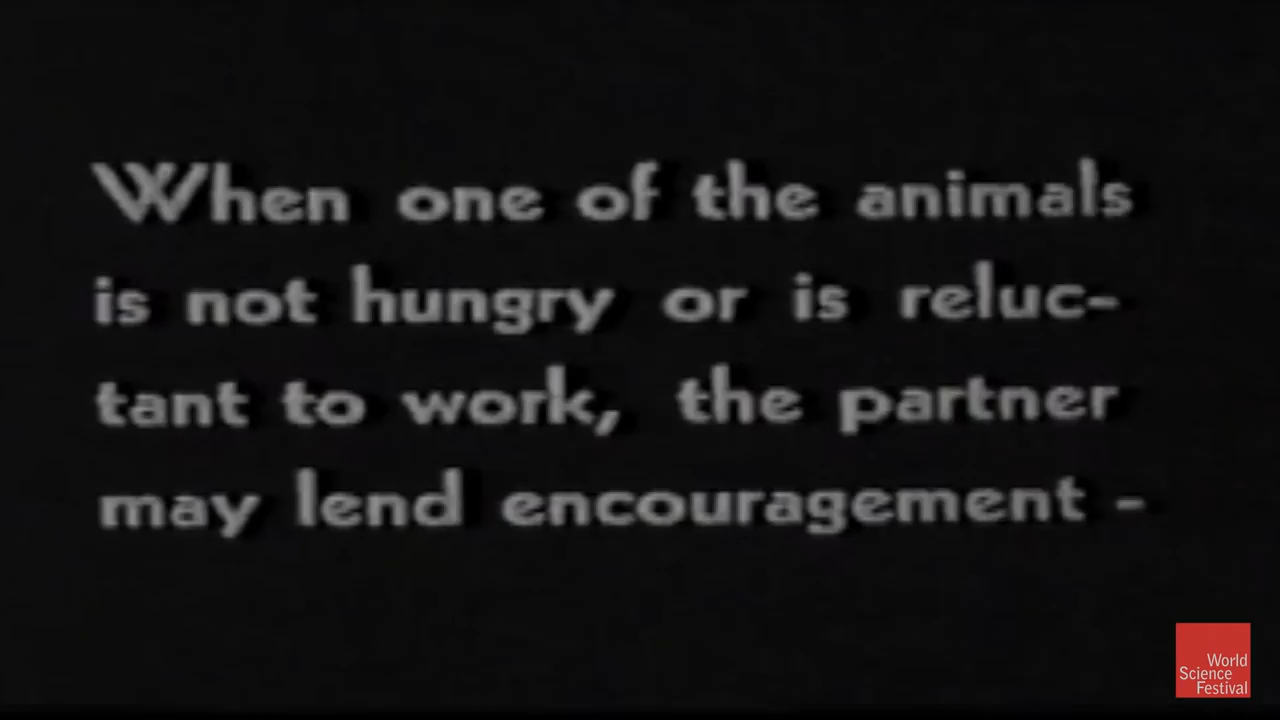 When one of the animals
is not hungry or is reluc-
tant to work, the partner
may lend encouragement -
World
Science
Festival